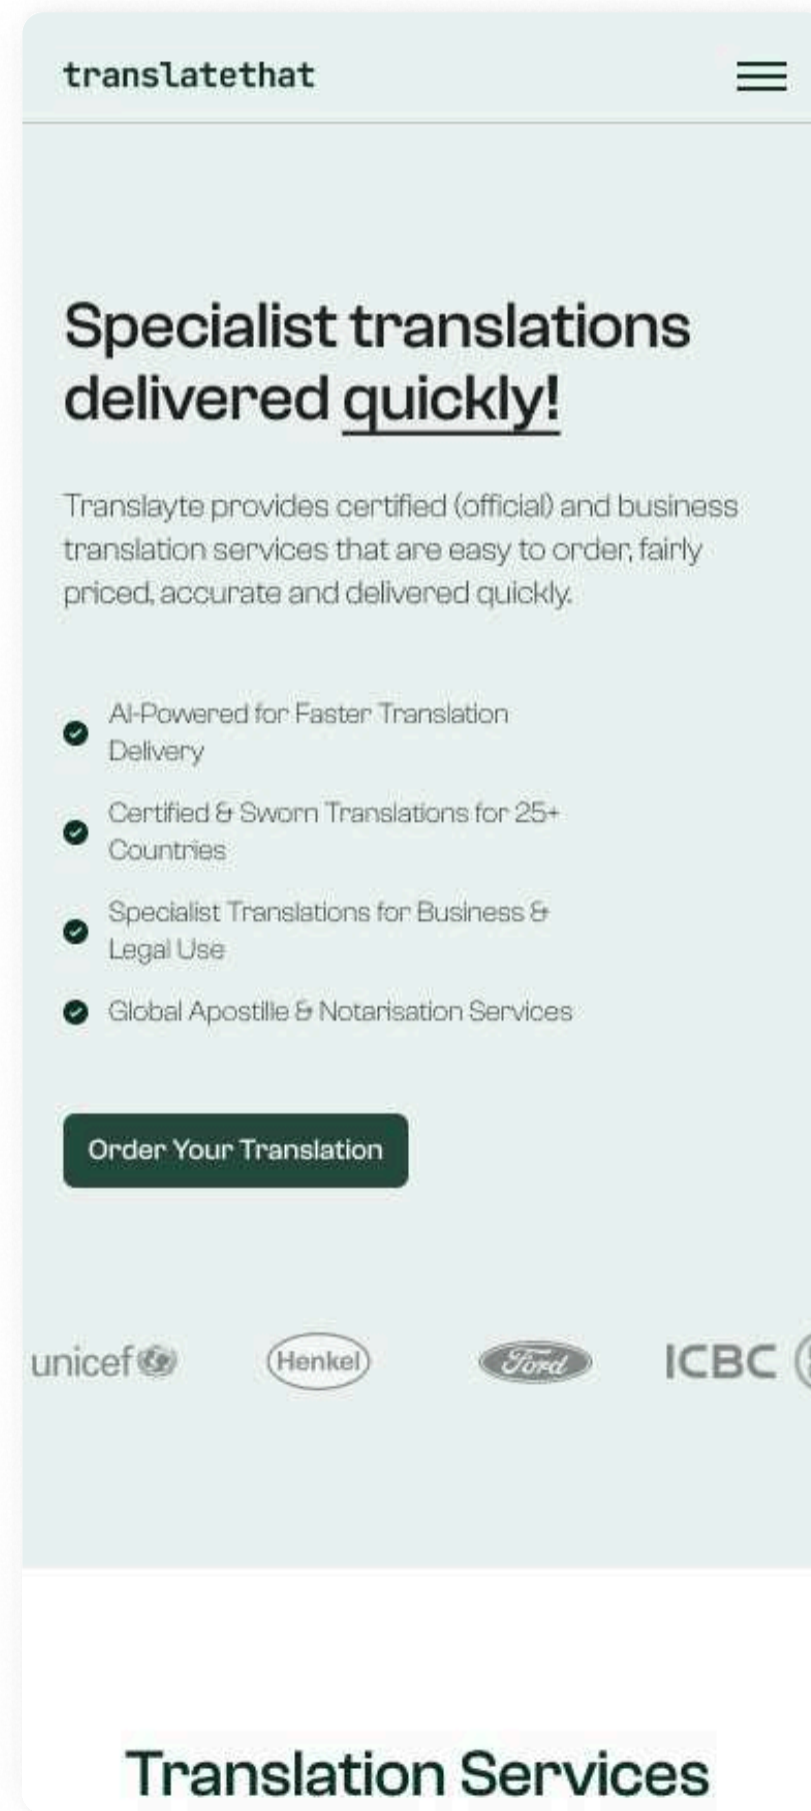 translatethat
Specialist translations
delivered quickly!
Translayte provides certified (official) and business
translation services that are easy to order, fairly
priced, accurate and delivered quickly.
AI-Powered for Faster Translation
Delivery
Certified & Sworn Translations for 25+
Countries
Specialist Translations for Business &
Legal Use
Global Apostille & Notarisation Services
Order Your Translation
unicef Henkel Ford ICBC
Translation Services